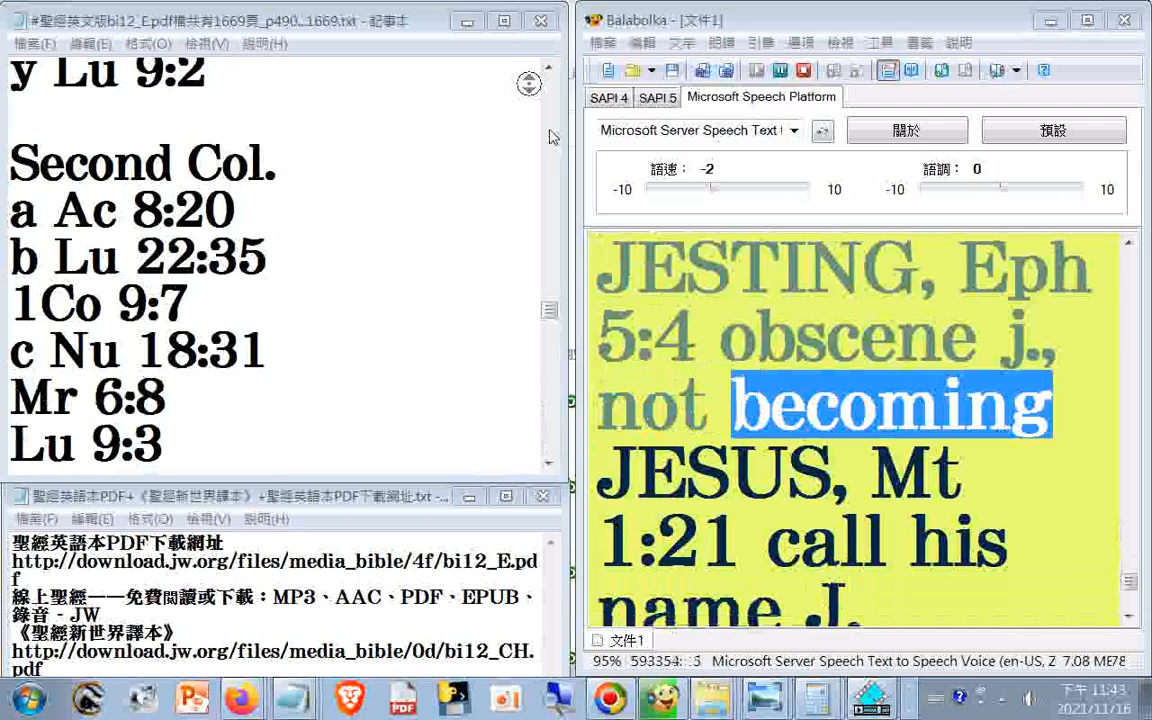 #聖經英文版bi12_E.pdf檔共有1669頁_p490...1669.txt - 記事本
檔案(F) 編輯(E) 格式(O) 檢視(V) 說明(H)
y Lu 9:2
Second Col.
a Ac 8:20
b Lu 22:35
1Co 9:7
c Nu 18:31
Mr 6:8
Lu 9:3
聖經英語本PDF+《聖經新世界譯本》+聖經英語本PDF下載網址.txt - ...
檔案(F) 編輯(E) 格式(O) 檢視(V) 說明(H)
聖經英語本PDF下載網址
http://download.jw.org/files/media_bible/4f/bi12_E.pd
f
線上聖經——免費閱讀或下載：MP3、AAC、PDF、EPUB、
錄音 - JW
《聖經新世界譯本》
http://download.jw.org/files/media_bible/0d/bi12_CH.
pdf
Balabolka - [文件1]
檔案 編輯 文字 朗讀 引導 選項 檢視 工具 書籤 說明
SAPI 4 SAPI 5 Microsoft Speech Platform
Microsoft Server Speech Text 關於 預設
語速： -2 語調： 0
-10 10 -10 10
JESTING, Eph
5:4 obscene j.,
not becoming
JESUS, Mt
1:21 call his
name J.
文件1
95% Microsoft Server Speech Text to Speech Voice (en-US, Z 7.08 ME
下午 11:43
2021/11/16